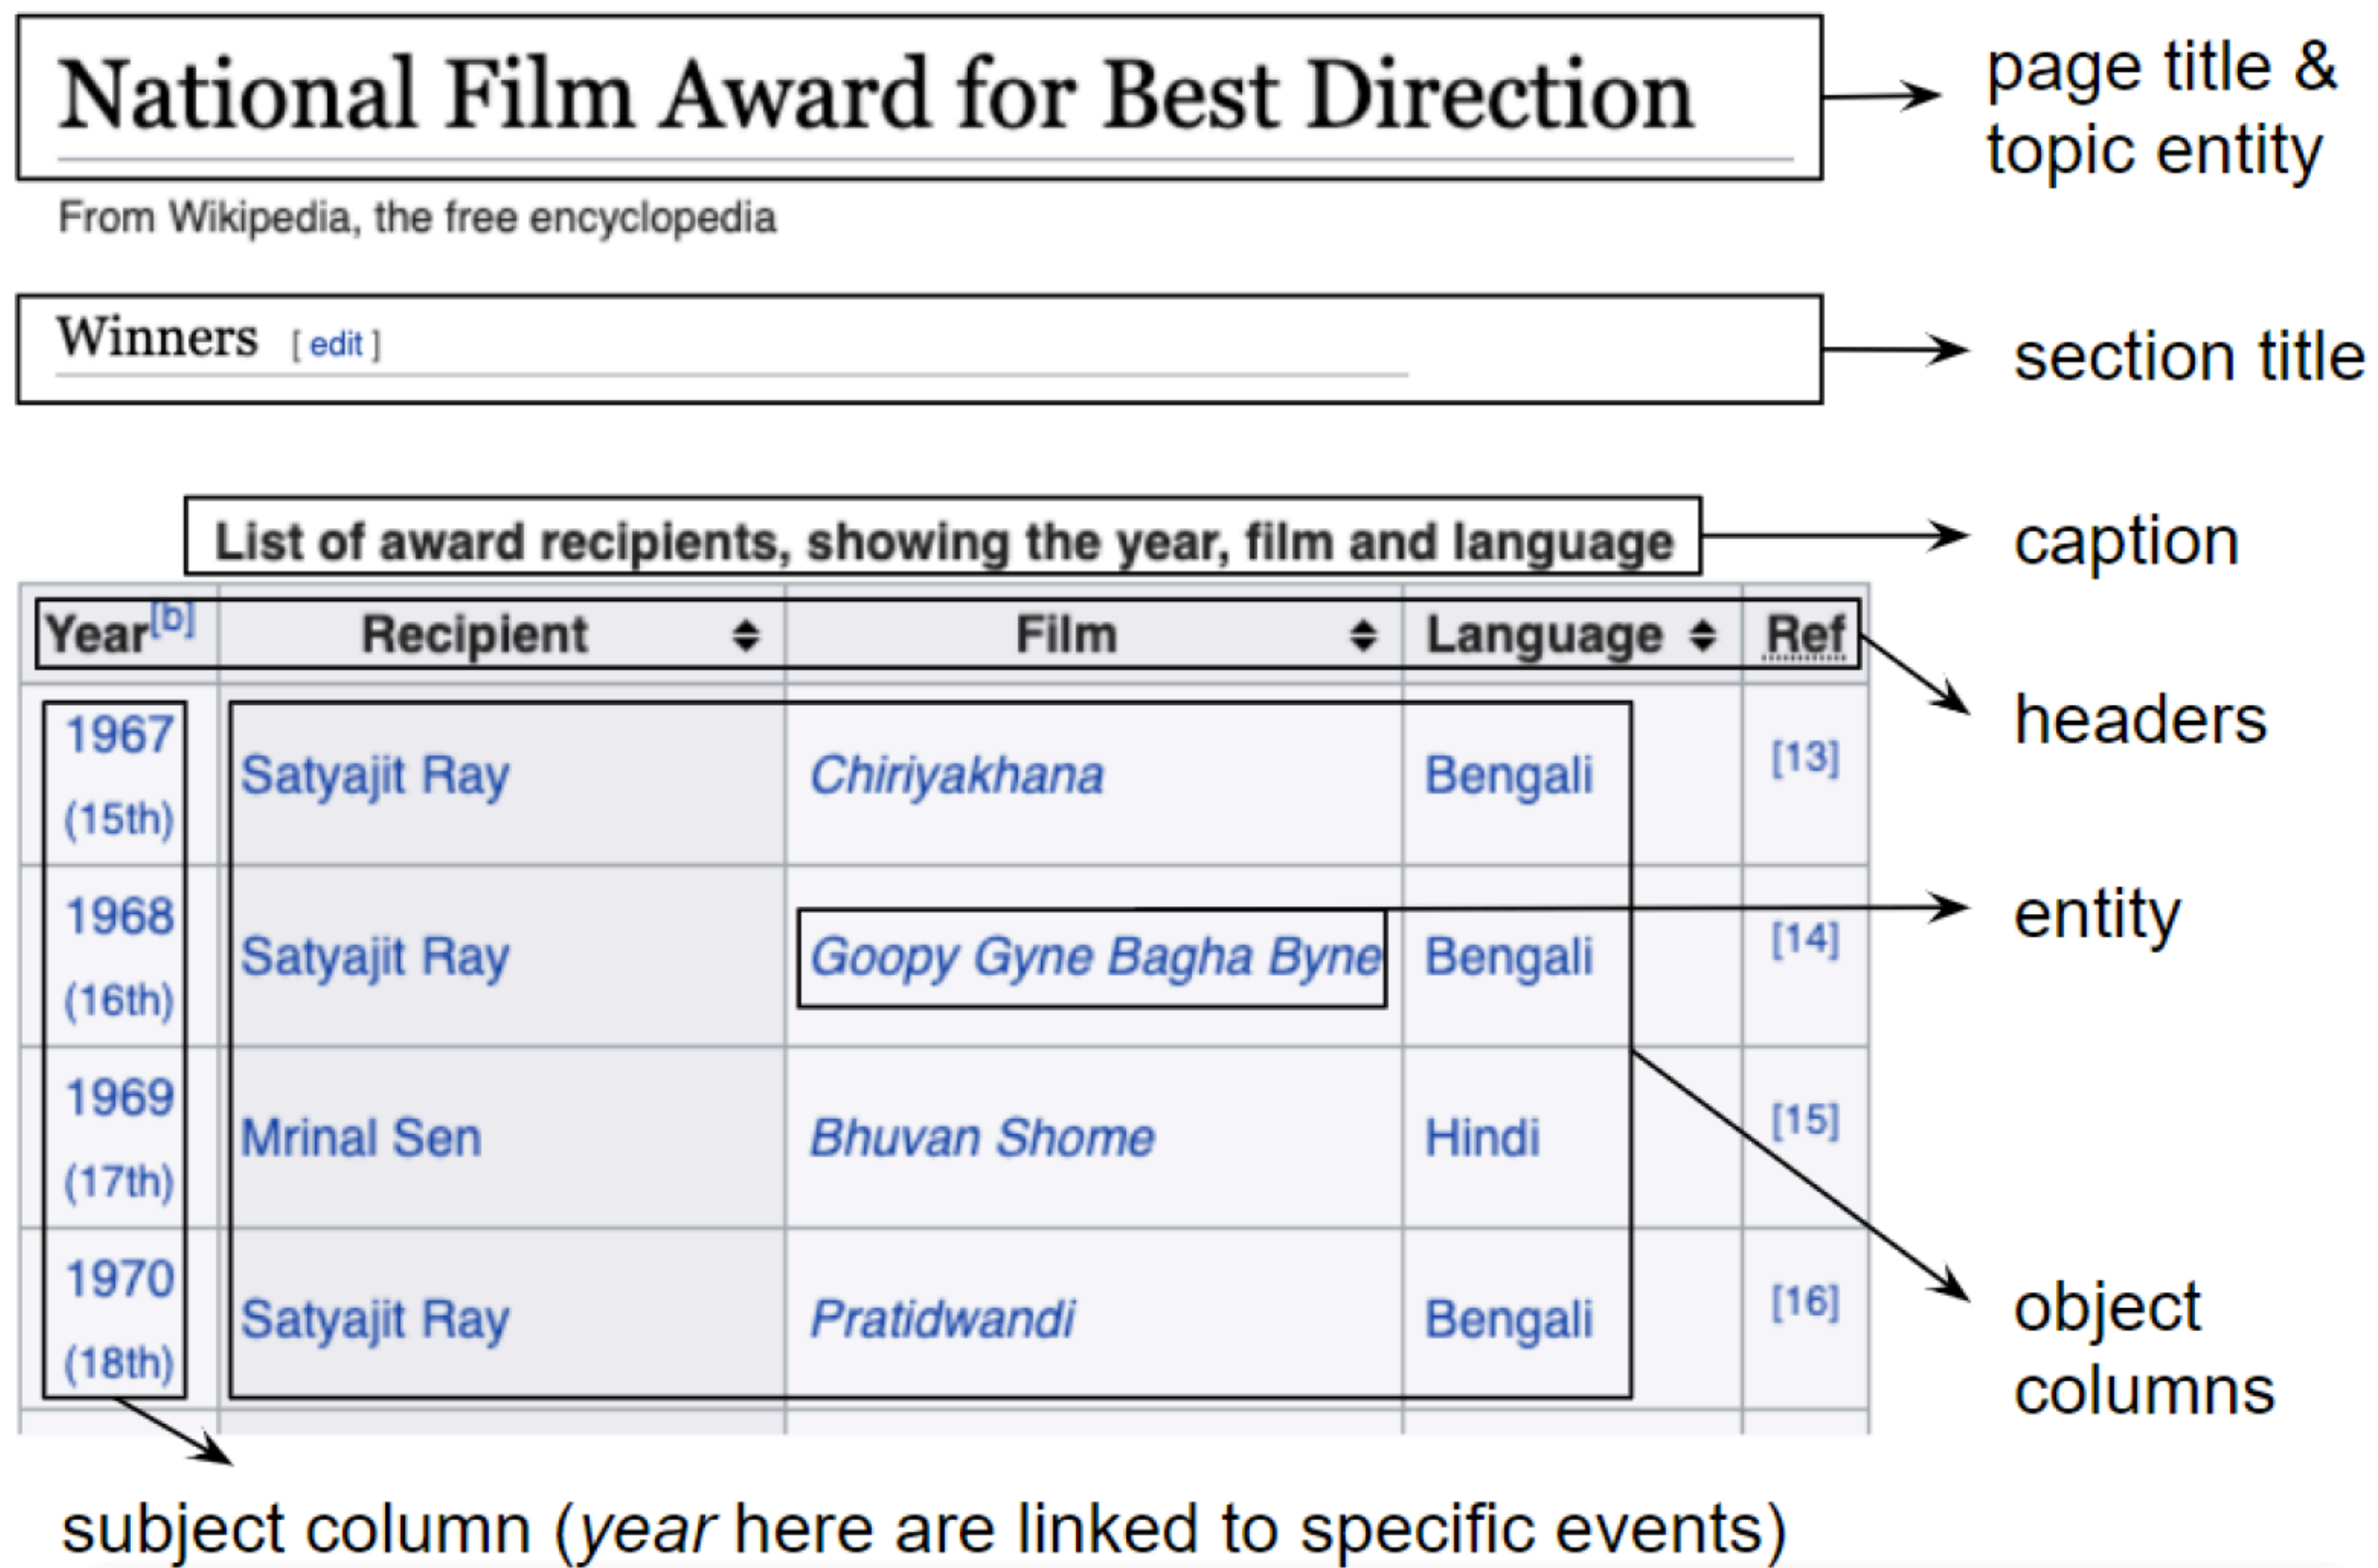 National Film Award for Best Direction
page title &
topic entity
From Wikipedia, the free encyclopedia
Winners [ edit ]
section title
List of award recipients, showing the year, film and language
caption
Year[b] Recipient Film Language Ref
headers
1967
(15th)
Satyajit Ray Chiriyakhana Bengali [13]
1968
(16th)
Satyajit Ray Goopy Gyne Bagha Byne Bengali [14]
entity
1969
(17th)
Mrinal Sen Bhuvan Shome Hindi [15]
1970
(18th)
Satyajit Ray Pratidwandi Bengali [16]
object
columns
subject column (year here are linked to specific events)